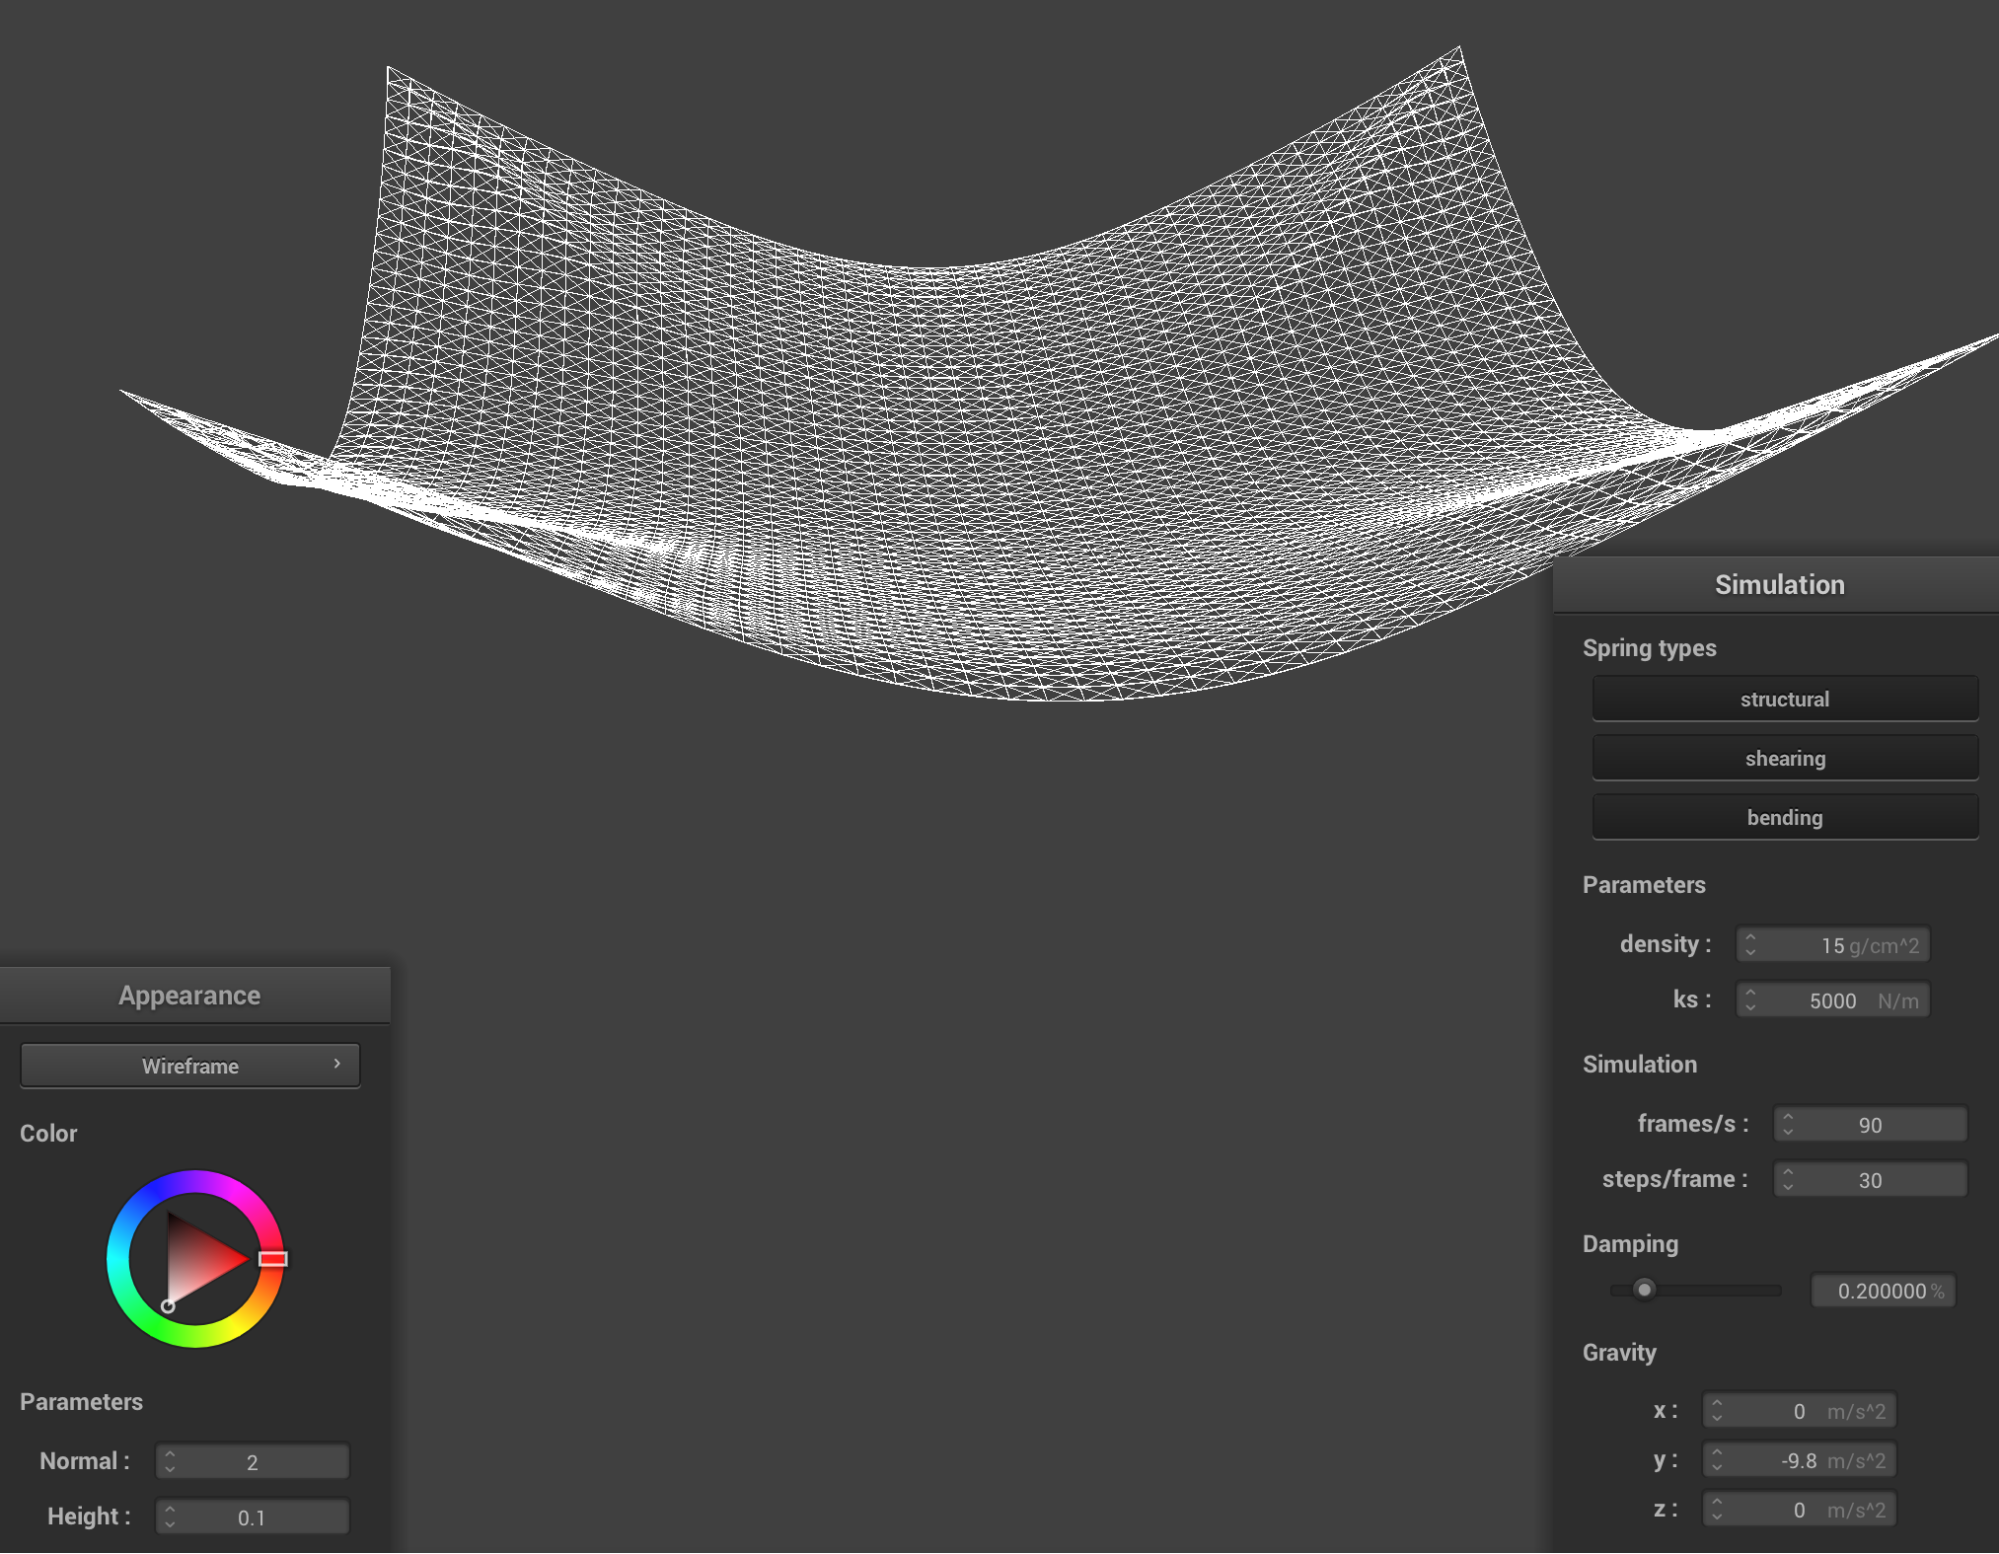 Simulation
Spring types
structural
shearing
bending
Parameters
density : 15 g/cm^2
ks : 5000 N/m
Simulation
frames/s : 90
steps/frame : 30
Damping
0.200000 %
Gravity
x : 0 m/s^2
y : -9.8 m/s^2
z : 0 m/s^2
Appearance
Wireframe
Color
Parameters
Normal : 2
Height : 0.1